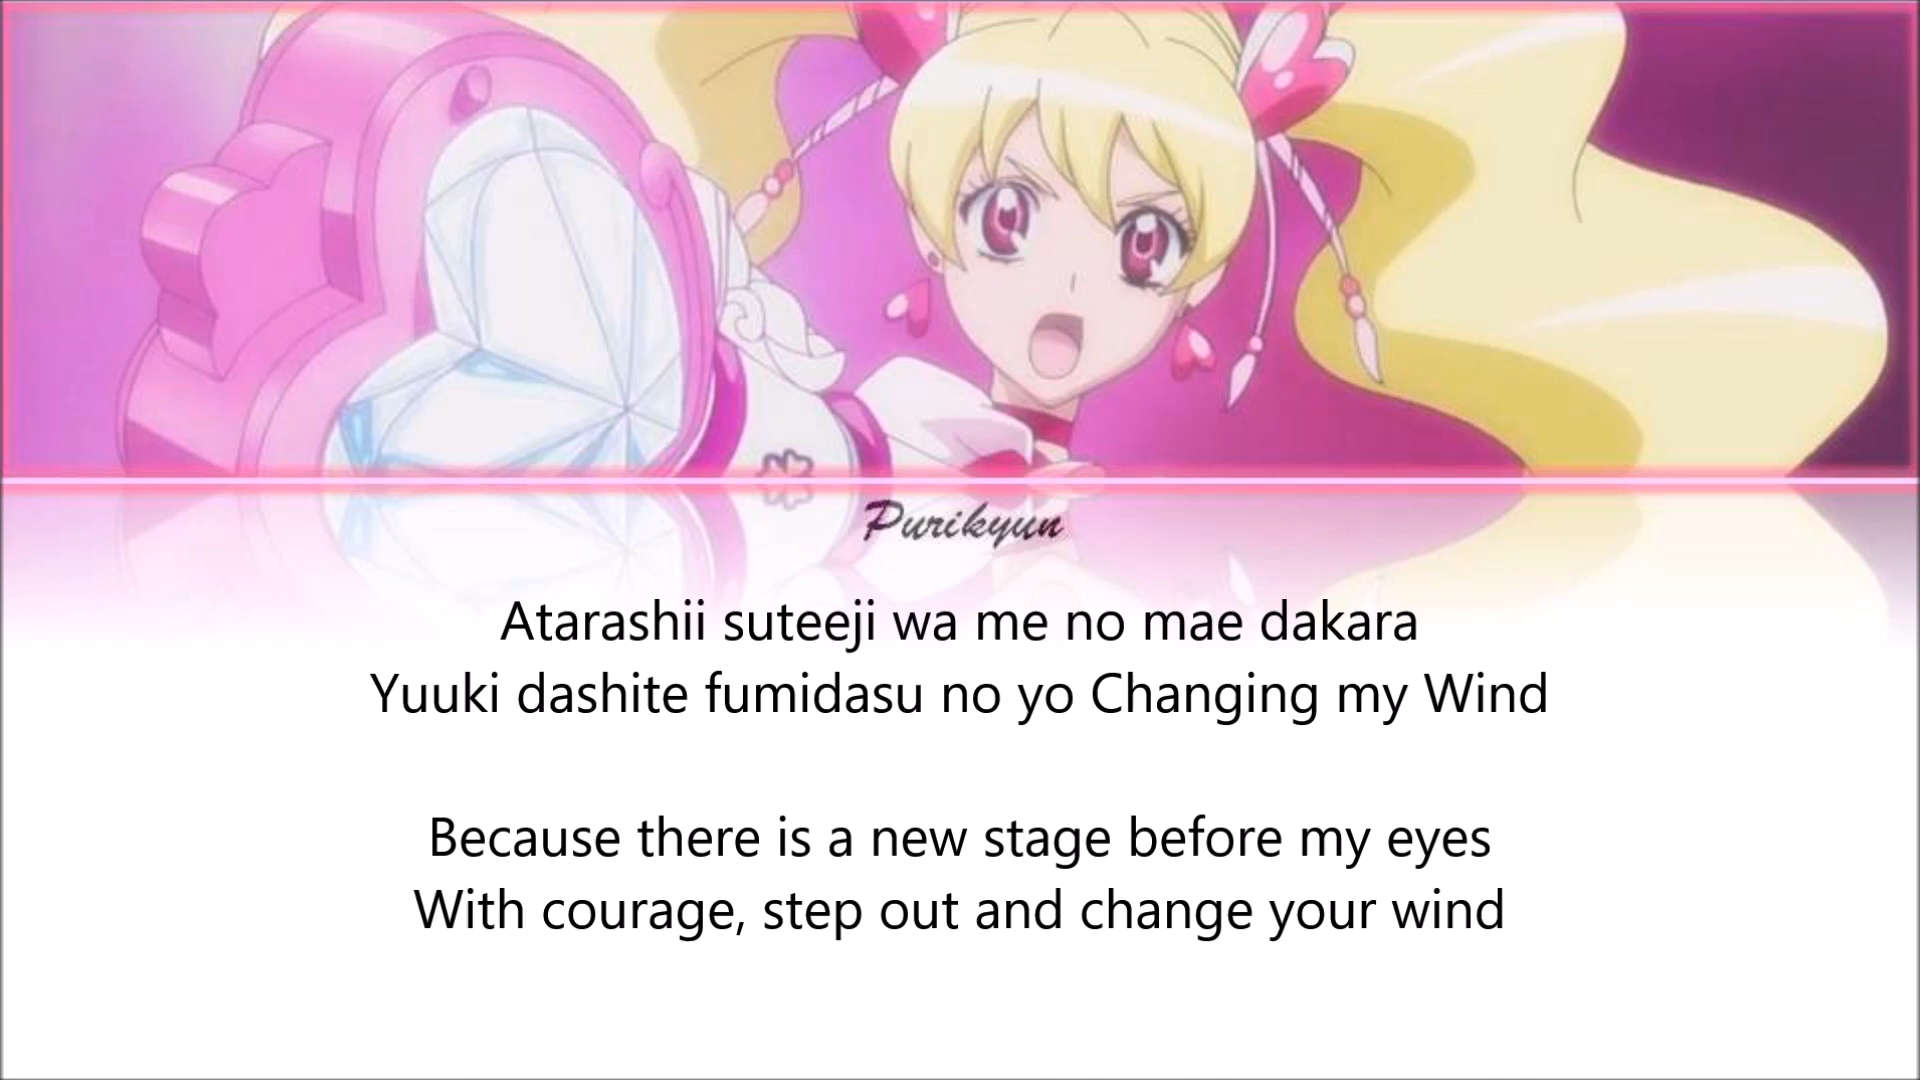 Purikyun
Atarashii suteeji wa me no mae dakara
Yuuki dashite fumidasu no yo Changing my Wind
Because there is a new stage before my eyes
With courage, step out and change your wind